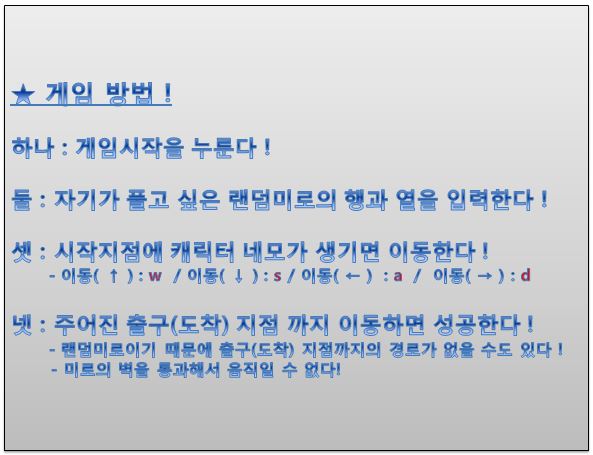 ★ 게임 방법 !
하나 : 게임시작을 누룬다 !
둘 : 자기가 플고 싶은 랜덤미로의 행과 열을 입력한다 !
셋 : 시작지점에 캐릭터 네모가 생기면 이동한다 !
- 이동( ↑ ) : w / 이동( ↓ ) : s / 이동( ← ) : a / 이동( → ) : d
넷 : 주어진 출구(도착) 지점 까지 이동하면 성공한다 !
- 랜덤미로이기 때문에 출구(도착) 지점까지의 경로가 없을 수도 있다 !
- 미로의 벽을 통과해서 움직일 수 없다!